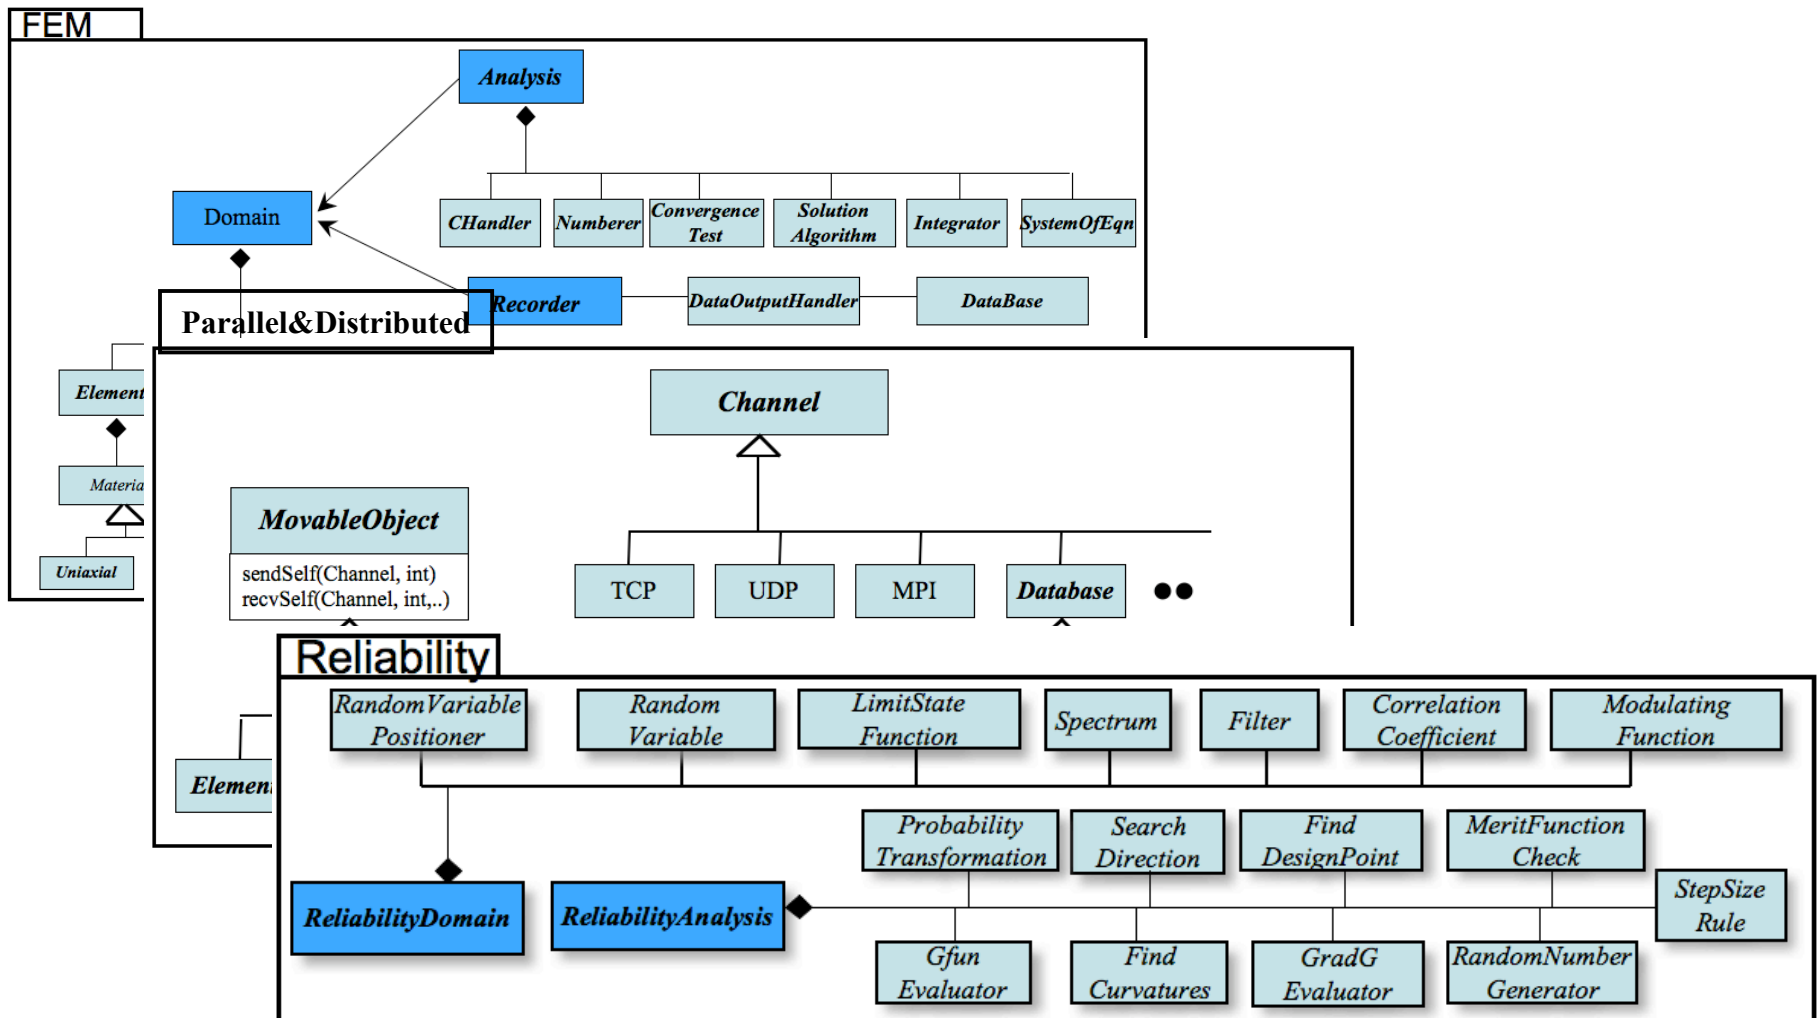 FEM
Analysis
Domain
CHandler
Numberer
Convergence
Test
Solution
Algorithm
Integrator
SystemOfEqn
Recorder
DataOutputHandler
DataBase
Parallel&Distributed
Element
Materia
Uniaxial
Channel
MovableObject
sendSelf(Channel, int)
recvSelf(Channel, int,..)
TCP
UDP
MPI
Database
Elemen
Reliability
RandomVariable
Positioner
Random
Variable
LimitState
Function
Spectrum
Filter
Correlation
Coefficient
Modulating
Function
Probability
Transformation
Search
Direction
Find
DesignPoint
MeritFunction
Check
StepSize
Rule
ReliabilityDomain
ReliabilityAnalysis
Gfun
Evaluator
Find
Curvatures
GradG
Evaluator
RandomNumber
Generator